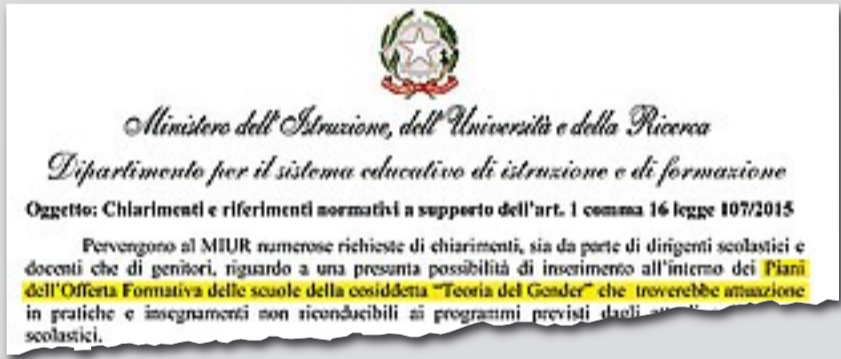 Ministero dell'Istruzione, dell'Università e della Ricerca
Dipartimento per il sistema educativo di istruzione e di formazione
Oggetto: Chiarimenti e riferimenti normativi a supporto dell'art. 1 comma 16 legge 107/2015
Pervengono al MIUR numerose richieste di chiarimenti, sia da parte di dirigenti scolastici e
docenti che di genitori, riguardo a una presunta possibilità di inserimento all'interno dei Piani
dell'Offerta Formativa delle scuole della cosiddetta "Teoria del Gender" che troverebbe attuazione
in pratiche e insegnamenti non riconducibili ai programmi previsti dagli
scolastici.